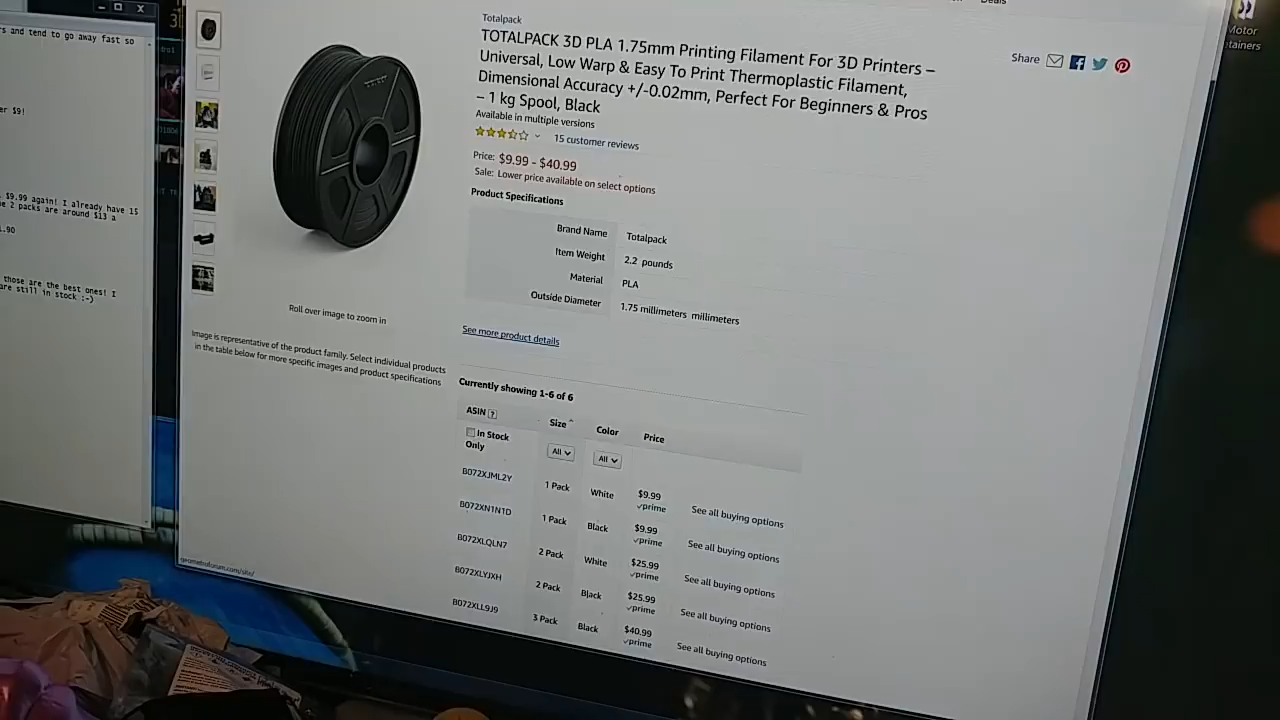 s and tend to go away fast so
er $9!
$9.99 again! I already have 15
2 packs are around $13 a
.90
those are the best ones! I
are still in stock :-)
Deals
Motor
Totalpack
TOTALPACK 3D PLA 1.75mm Printing Filament For 3D Printers –
Universal, Low Warp & Easy To Print Thermoplastic Filament,
Dimensional Accuracy +/-0.02mm, Perfect For Beginners & Pros
– 1 kg Spool, Black
Share
Available in multiple versions
15 customer reviews
Price: $9.99 - $40.99
Sale: Lower price available on select options
Product Specifications
Brand Name Totalpack
Item Weight 2.2 pounds
Material PLA
Outside Diameter 1.75 millimeters millimeters
See more product details
Roll over image to zoom in
Image is representative of the product family. Select individual products
in the table below for more specific images and product specifications
Currently showing 1-6 of 6
ASIN [?] Size Color Price
In Stock
Only
All All
B072XJML2Y 1 Pack White $9.99 See all buying options
prime
B072XN1N1D 1 Pack Black $9.99 See all buying options
prime
B072XLQLN7 2 Pack White $25.99 See all buying options
prime
B072XLYJXH 2 Pack Black $25.99 See all buying options
prime
B072XLL9J9 3 Pack Black $40.99 See all buying options
prime